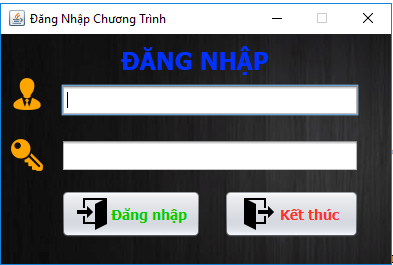 Đăng Nhập Chương Trình
ĐĂNG NHẬP
Đăng nhập
Kết thúc